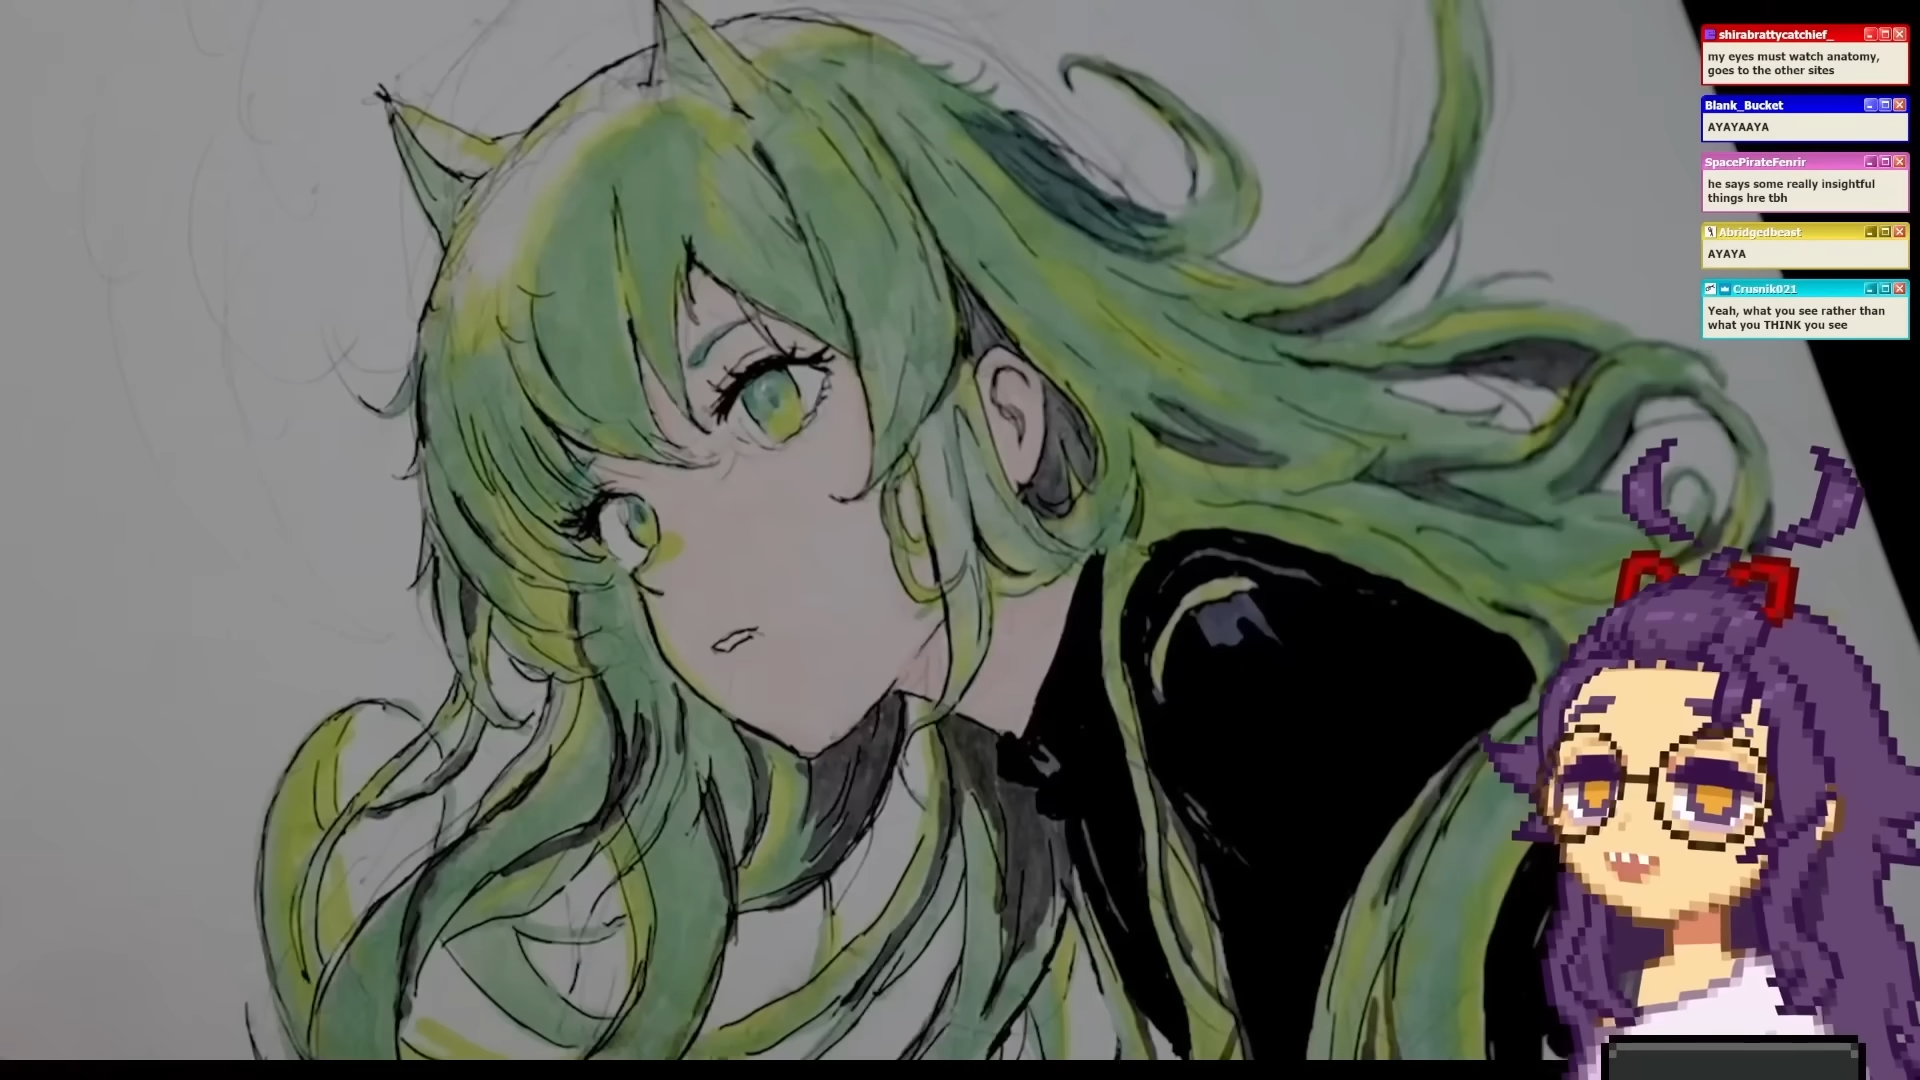 shirabrattycatchief_
my eyes must watch anatomy,
goes to the other sites
Blank_Bucket
AYAYAAYA
SpacePirateFenrir
he says some really insightful
things hre tbh
Abridgedbeast
AYAYA
Crusnik021
Yeah, what you see rather than
what you THINK you see